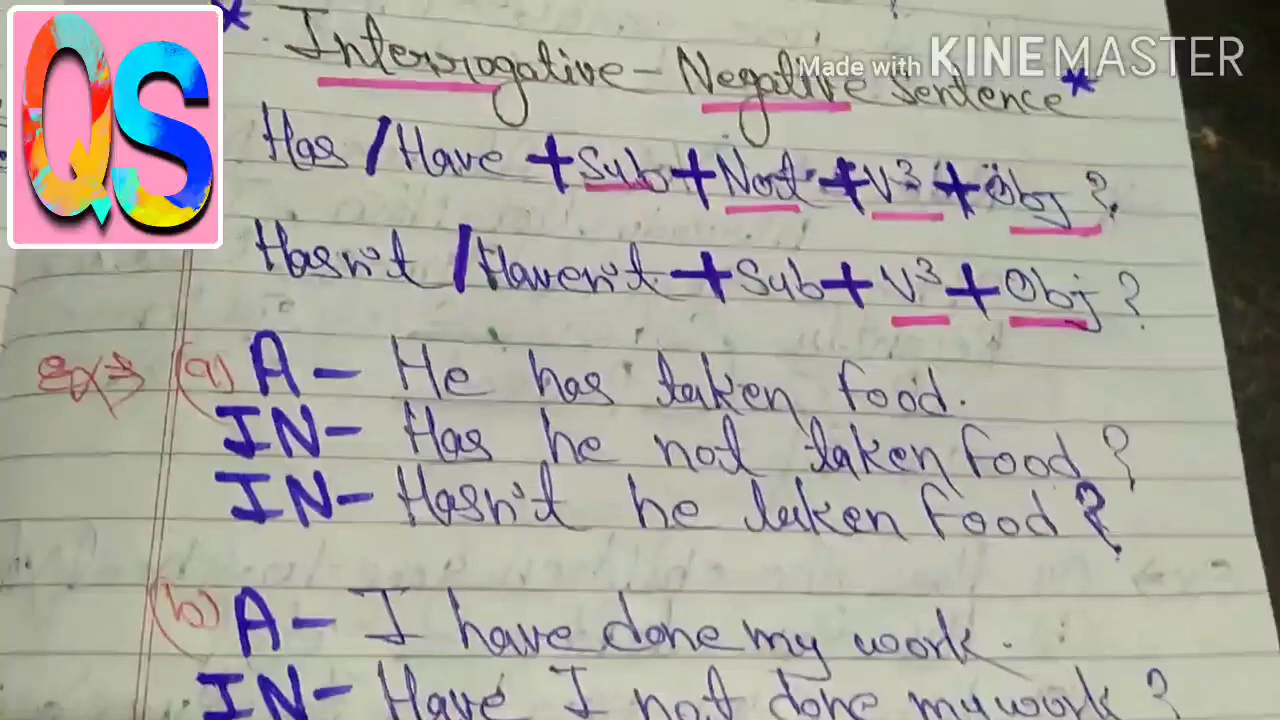 QS
Made with KINEMASTER
* Interrogative - Negative Sentence *
Has / Have + Sub + Not + V3 + Obj ?
Hasn't / Haven't + Sub + V3 + Obj ?
Ex ⇒ (a) A - He has taken food.
IN - Has he not taken food ?
IN - Hasn't he taken food ?
(b) A - I have done my work.
IN - Have I not done my work ?